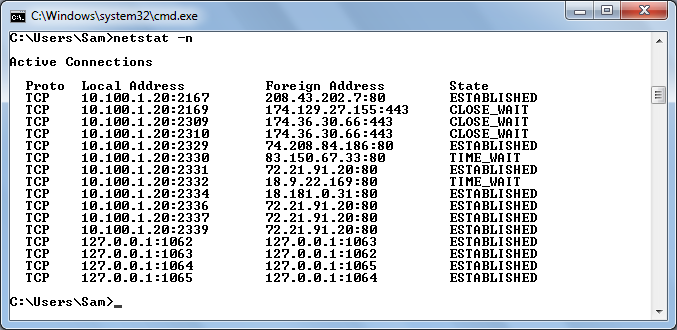 C:\Windows\system32\cmd.exe
C:\Users\Sam>netstat -n
Active Connections
Proto  Local Address          Foreign Address        State
TCP    10.100.1.20:2167       208.43.202.7:80        ESTABLISHED
TCP    10.100.1.20:2169       174.129.27.155:443     CLOSE_WAIT
TCP    10.100.1.20:2309       174.36.30.66:443       CLOSE_WAIT
TCP    10.100.1.20:2310       174.36.30.66:443       CLOSE_WAIT
TCP    10.100.1.20:2329       74.208.84.186:80       ESTABLISHED
TCP    10.100.1.20:2330       83.150.67.33:80        TIME_WAIT
TCP    10.100.1.20:2331       72.21.91.20:80         ESTABLISHED
TCP    10.100.1.20:2332       18.9.22.169:80         TIME_WAIT
TCP    10.100.1.20:2334       18.181.0.31:80         ESTABLISHED
TCP    10.100.1.20:2336       72.21.91.20:80         ESTABLISHED
TCP    10.100.1.20:2337       72.21.91.20:80         ESTABLISHED
TCP    10.100.1.20:2339       72.21.91.20:80         ESTABLISHED
TCP    127.0.0.1:1062         127.0.0.1:1063         ESTABLISHED
TCP    127.0.0.1:1063         127.0.0.1:1062         ESTABLISHED
TCP    127.0.0.1:1064         127.0.0.1:1065         ESTABLISHED
TCP    127.0.0.1:1065         127.0.0.1:1064         ESTABLISHED
C:\Users\Sam>_